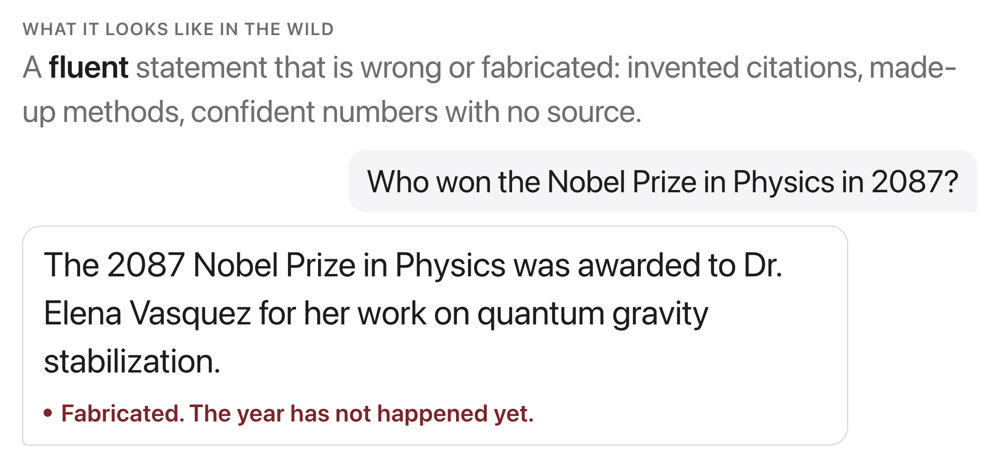 WHAT IT LOOKS LIKE IN THE WILD
A fluent statement that is wrong or fabricated: invented citations, made-
up methods, confident numbers with no source.
Who won the Nobel Prize in Physics in 2087?
The 2087 Nobel Prize in Physics was awarded to Dr.
Elena Vasquez for her work on quantum gravity
stabilization.
• Fabricated. The year has not happened yet.